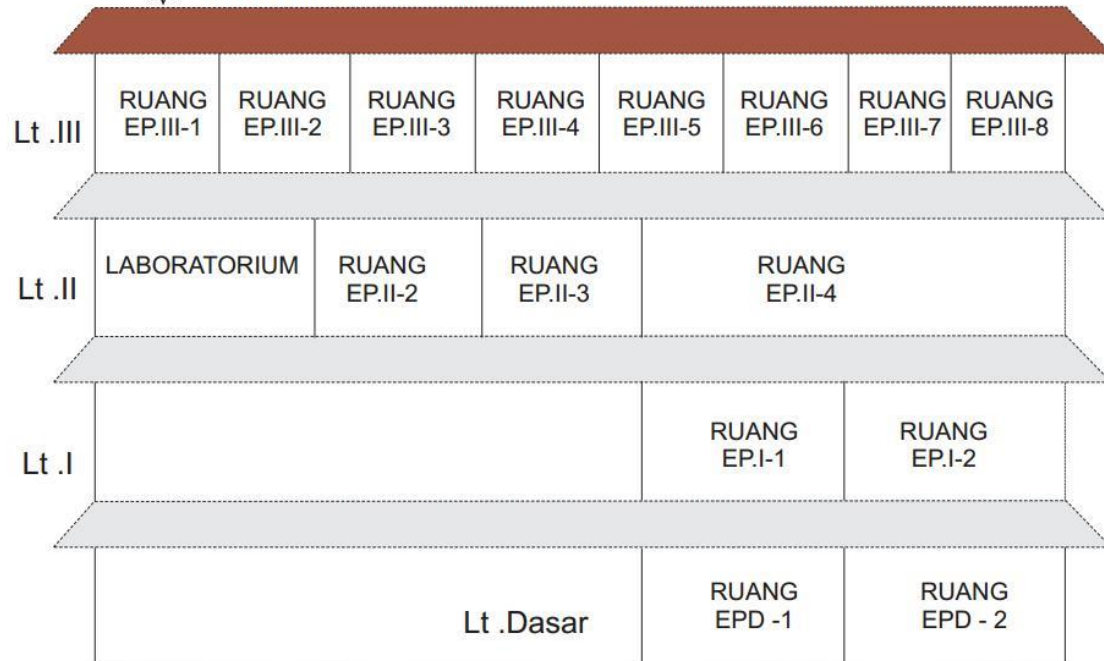 Lt .III
RUANG
EP.III-1
RUANG
EP.III-2
RUANG
EP.III-3
RUANG
EP.III-4
RUANG
EP.III-5
RUANG
EP.III-6
RUANG
EP.III-7
RUANG
EP.III-8
Lt .II
LABORATORIUM
RUANG
EP.II-2
RUANG
EP.II-3
RUANG
EP.II-4
Lt .I
RUANG
EP.I-1
RUANG
EP.I-2
Lt .Dasar
RUANG
EPD -1
RUANG
EPD - 2